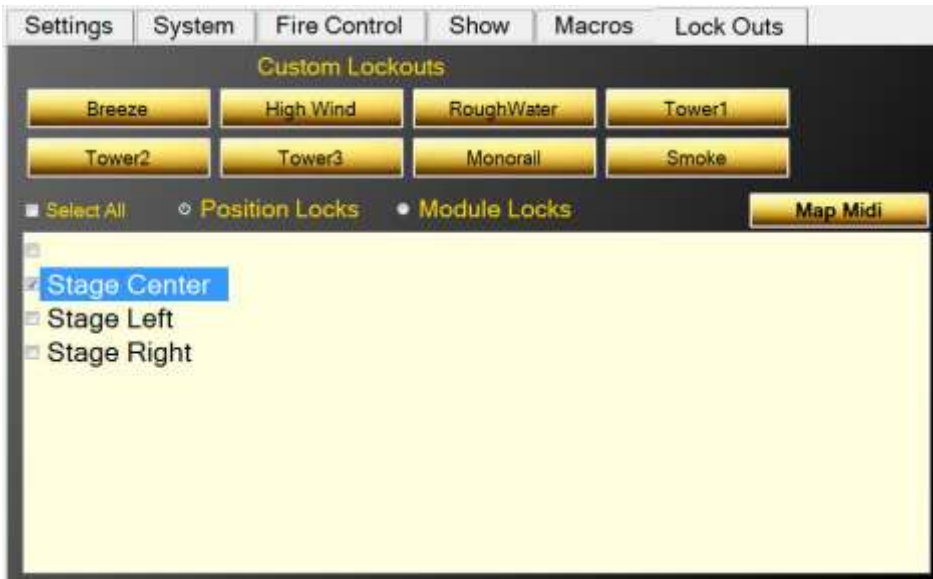 Settings System Fire Control Show Macros Lock Outs
Custom Lockouts
Breeze High Wind RoughWater Tower1
Tower2 Tower3 Monorail Smoke
Select All Position Locks Module Locks Map Midi
Stage Center
Stage Left
Stage Right